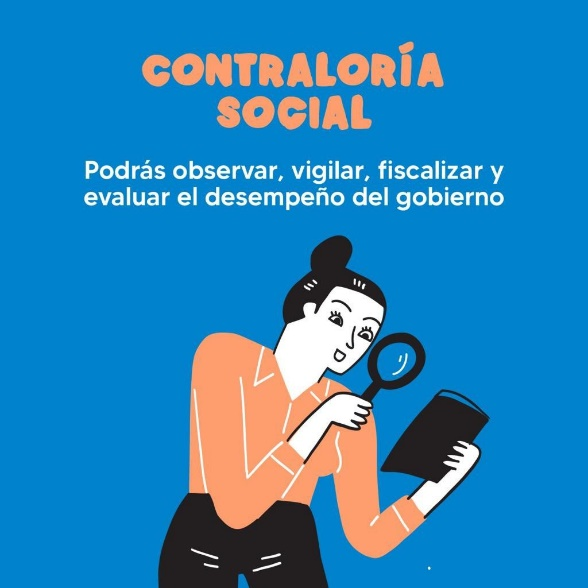 CONTRALORÍA
SOCIAL
Podrás observar, vigilar, fiscalizar y
evaluar el desempeño del gobierno